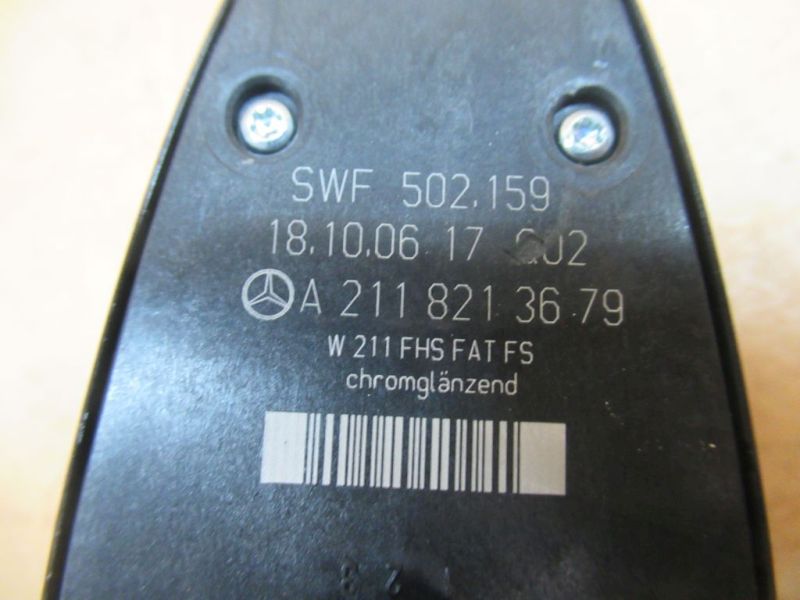 SWF 502.159
18.10.06 17
A 211 821 36 79
W 211 FHS FAT FS
chromglänzend